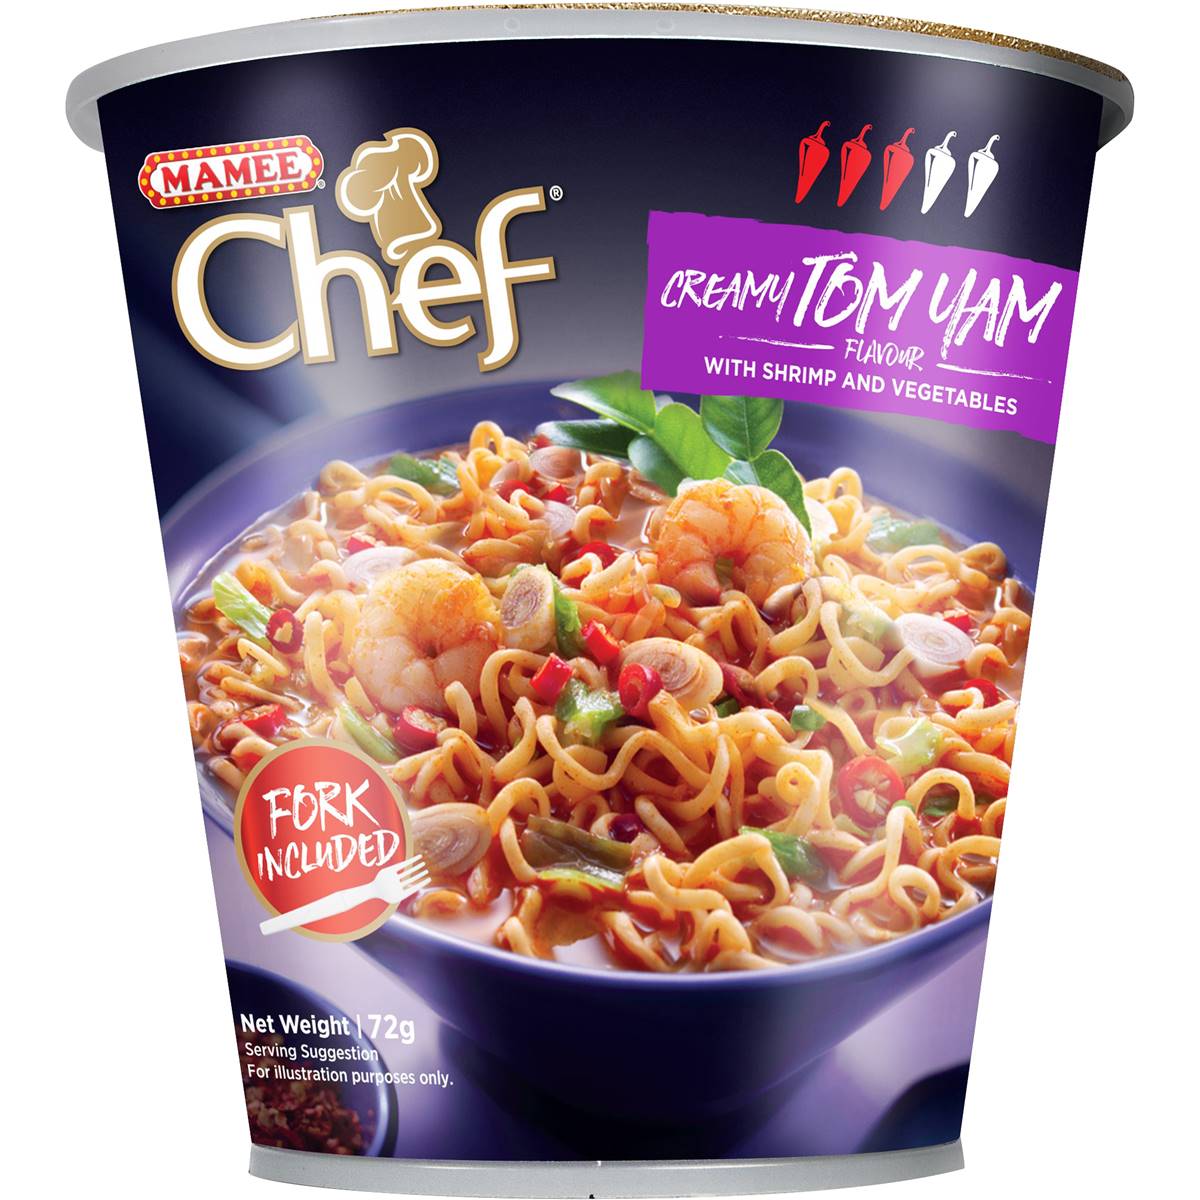 MAMEE®
Chef®
CREAMY TOM YAM
FLAVOUR
WITH SHRIMP AND VEGETABLES
FORK
INCLUDED
Net Weight | 72g
Serving Suggestion
For illustration purposes only.